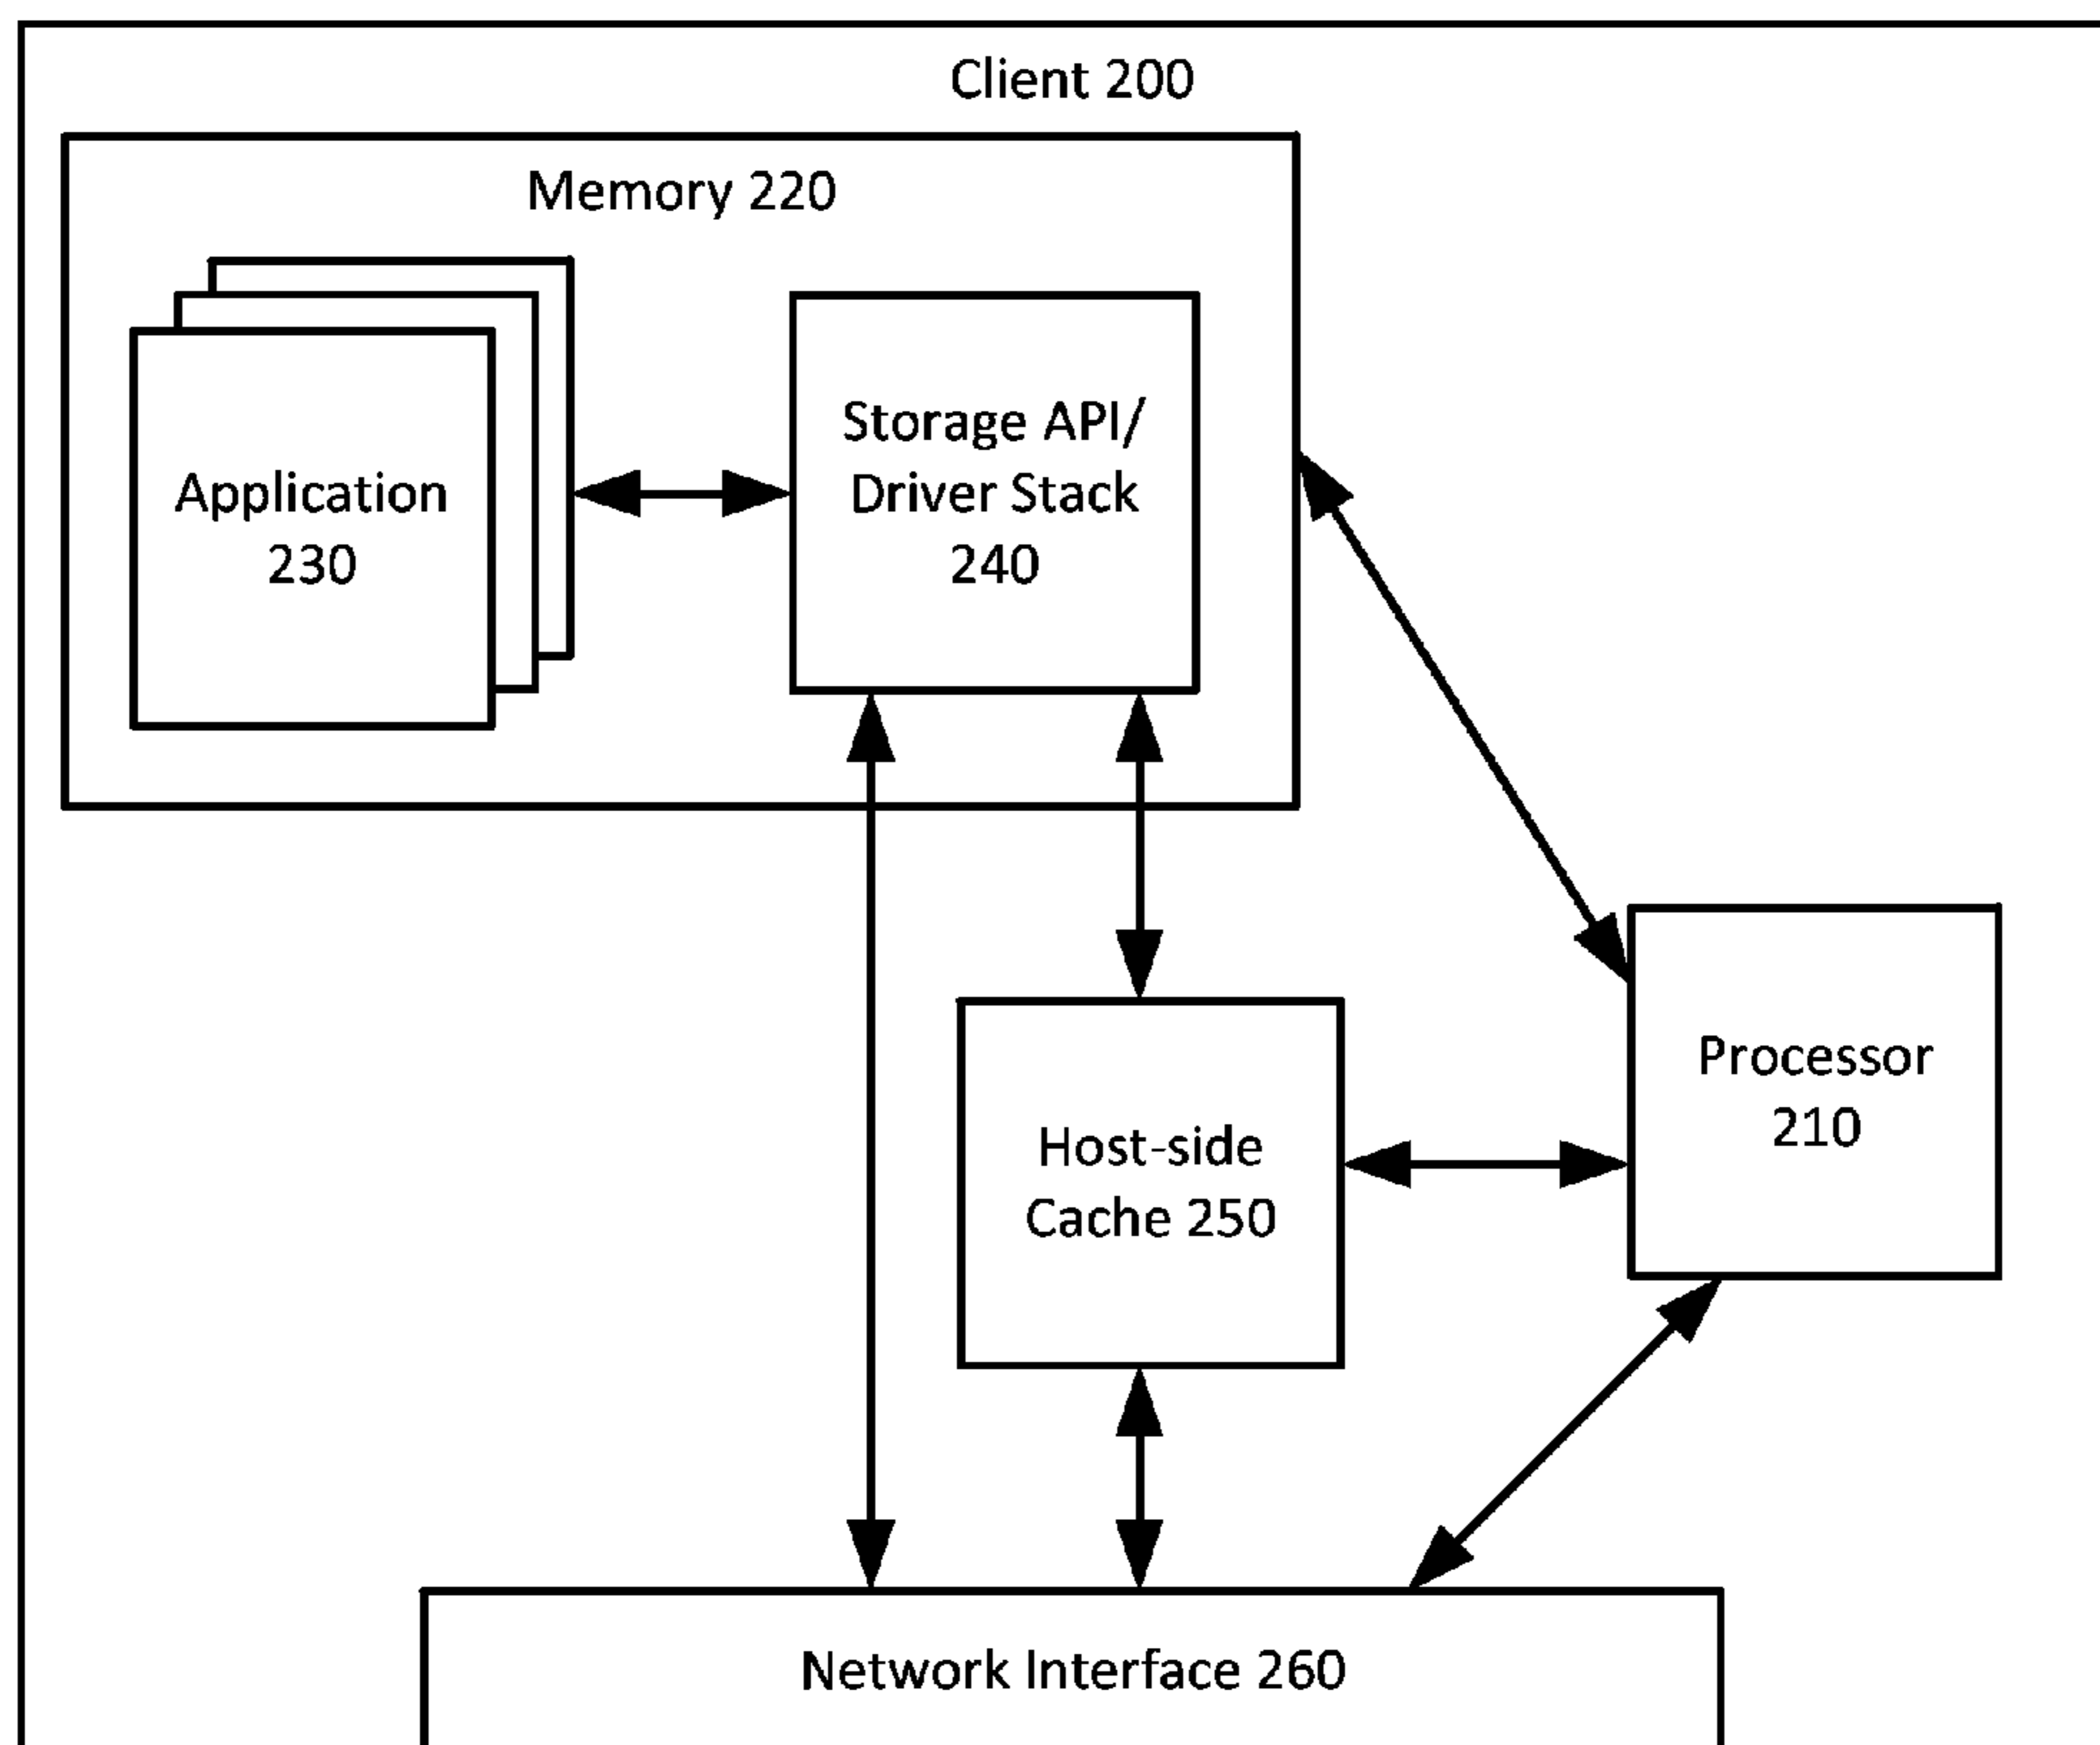 Client 200
Memory 220
Application
230
Storage API/
Driver Stack
240
Processor
210
Host-side
Cache 250
Network Interface 260